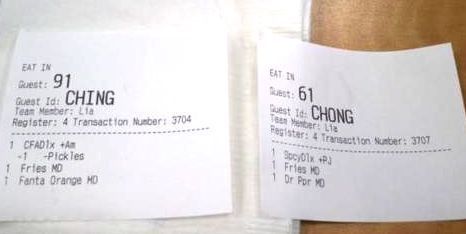 EAT IN
Guest: 91
Guest Id: CHING
Team Member: Lia
Register: 4 Transaction Number: 3704
1 CFADlx +Am
-1 -Pickles
1 Fries MD
1 Fanta Orange MD
EAT IN
Guest: 61
Guest Id: CHONG
Team Member: Lia
Register: 4 Transaction Number: 3707
1 SpcyDlx +PJ
1 Fries MD
1 Dr Ppr MD